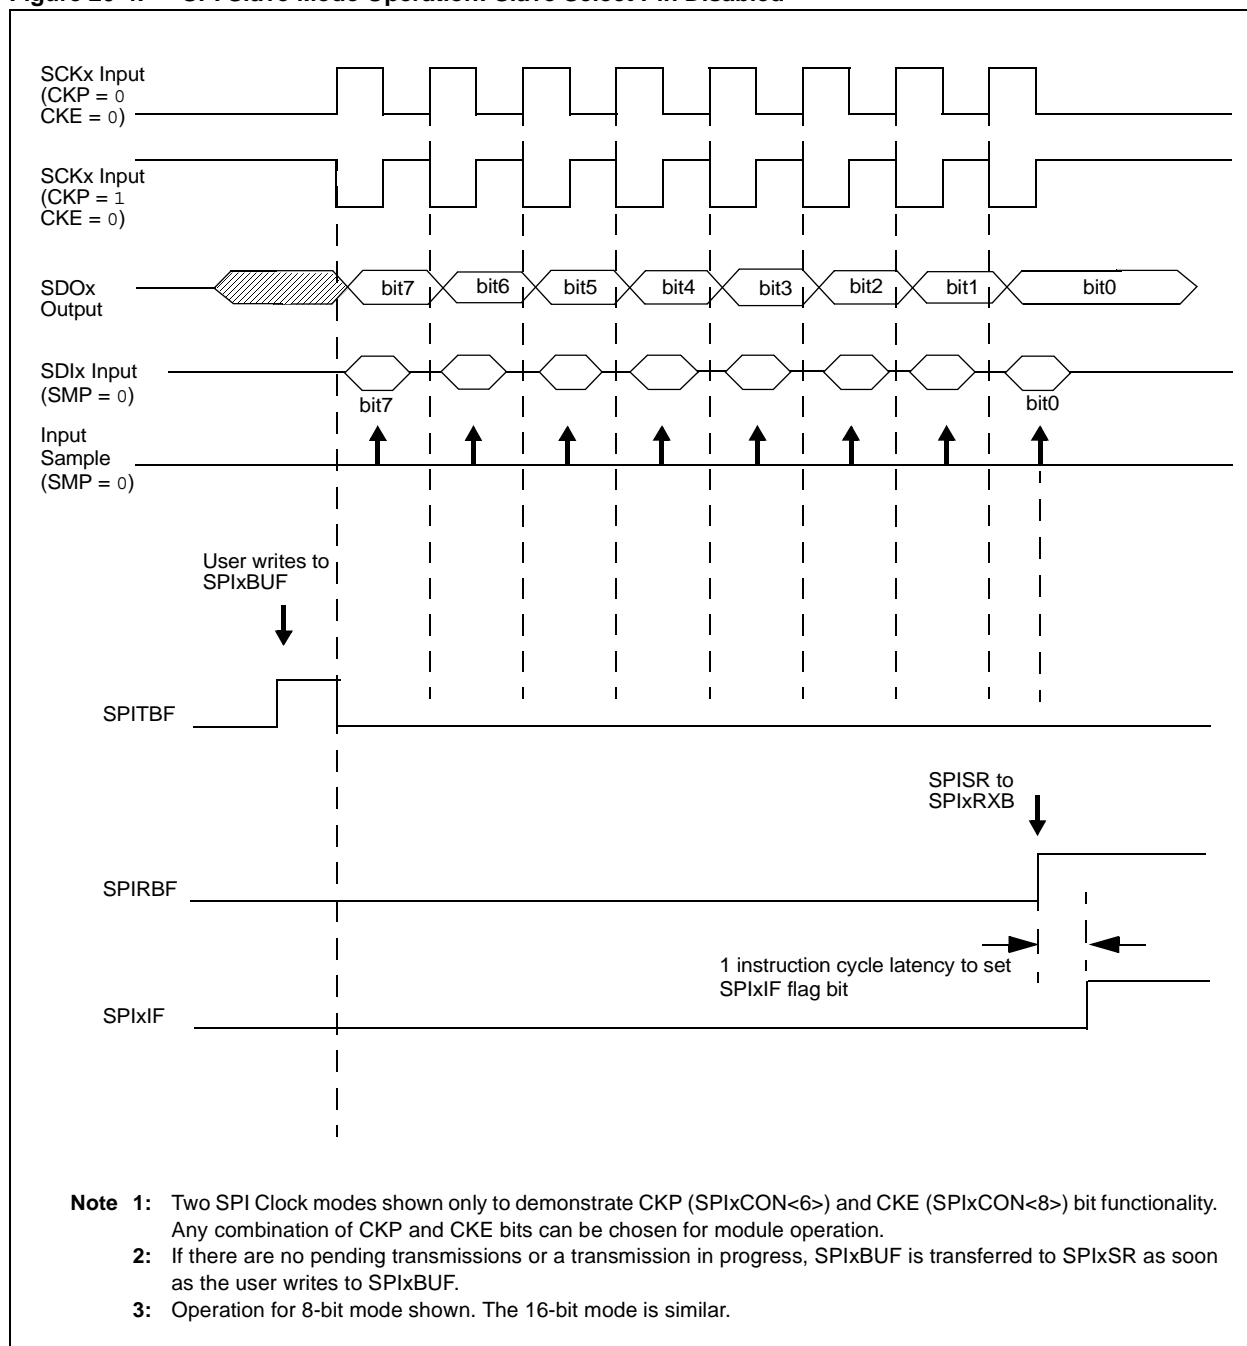 SCKx Input
(CKP = 0
CKE = 0)
SCKx Input
(CKP = 1
CKE = 0)
SDOx
Output
bit7
bit6
bit5
bit4
bit3
bit2
bit1
bit0
SDIx Input
(SMP = 0)
bit7
bit0
Input
Sample
(SMP = 0)
User writes to
SPIxBUF
SPITBF
SPISR to
SPIxRXB
SPIRBF
1 instruction cycle latency to set
SPIxIF flag bit
SPIxIF
Note 1: Two SPI Clock modes shown only to demonstrate CKP (SPIxCON<6>) and CKE (SPIxCON<8>) bit functionality.
Any combination of CKP and CKE bits can be chosen for module operation.
2: If there are no pending transmissions or a transmission in progress, SPIxBUF is transferred to SPIxSR as soon
as the user writes to SPIxBUF.
3: Operation for 8-bit mode shown. The 16-bit mode is similar.